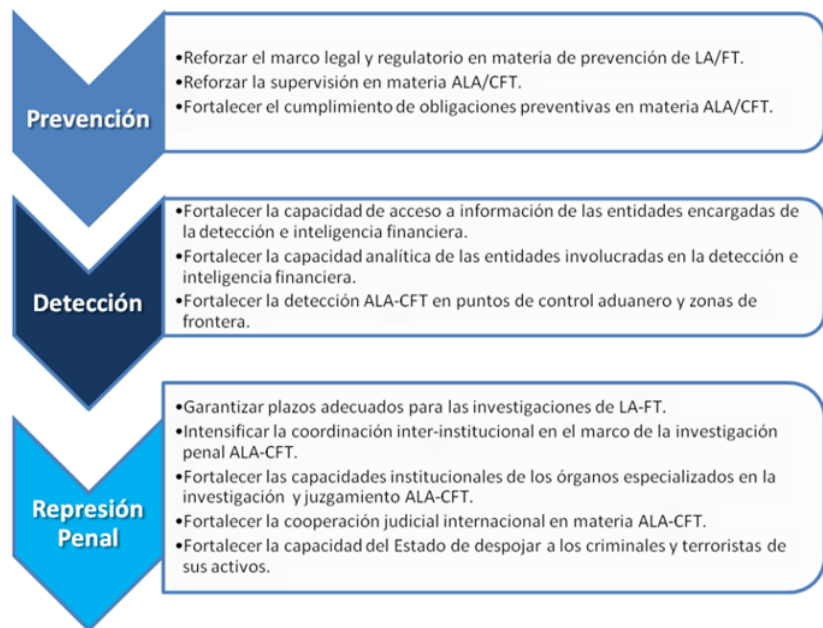 Prevención
•Reforzar el marco legal y regulatorio en materia de prevención de LA/FT.
•Reforzar la supervisión en materia ALA/CFT.
•Fortalecer el cumplimiento de obligaciones preventivas en materia ALA/CFT.
Detección
•Fortalecer la capacidad de acceso a información de las entidades encargadas de
la detección e inteligencia financiera.
•Fortalecer la capacidad analítica de las entidades involucradas en la detección e
inteligencia financiera.
•Fortalecer la detección ALA-CFT en puntos de control aduanero y zonas de
frontera.
Represión
Penal
•Garantizar plazos adecuados para las investigaciones de LA-FT.
•Intensificar la coordinación inter-institucional en el marco de la investigación
penal ALA-CFT.
•Fortalecer las capacidades institucionales de los órganos especializados en la
investigación y juzgamiento ALA-CFT.
•Fortalecer la cooperación judicial internacional en materia ALA-CFT.
•Fortalecer la capacidad del Estado de despojar a los criminales y terroristas de
sus activos.